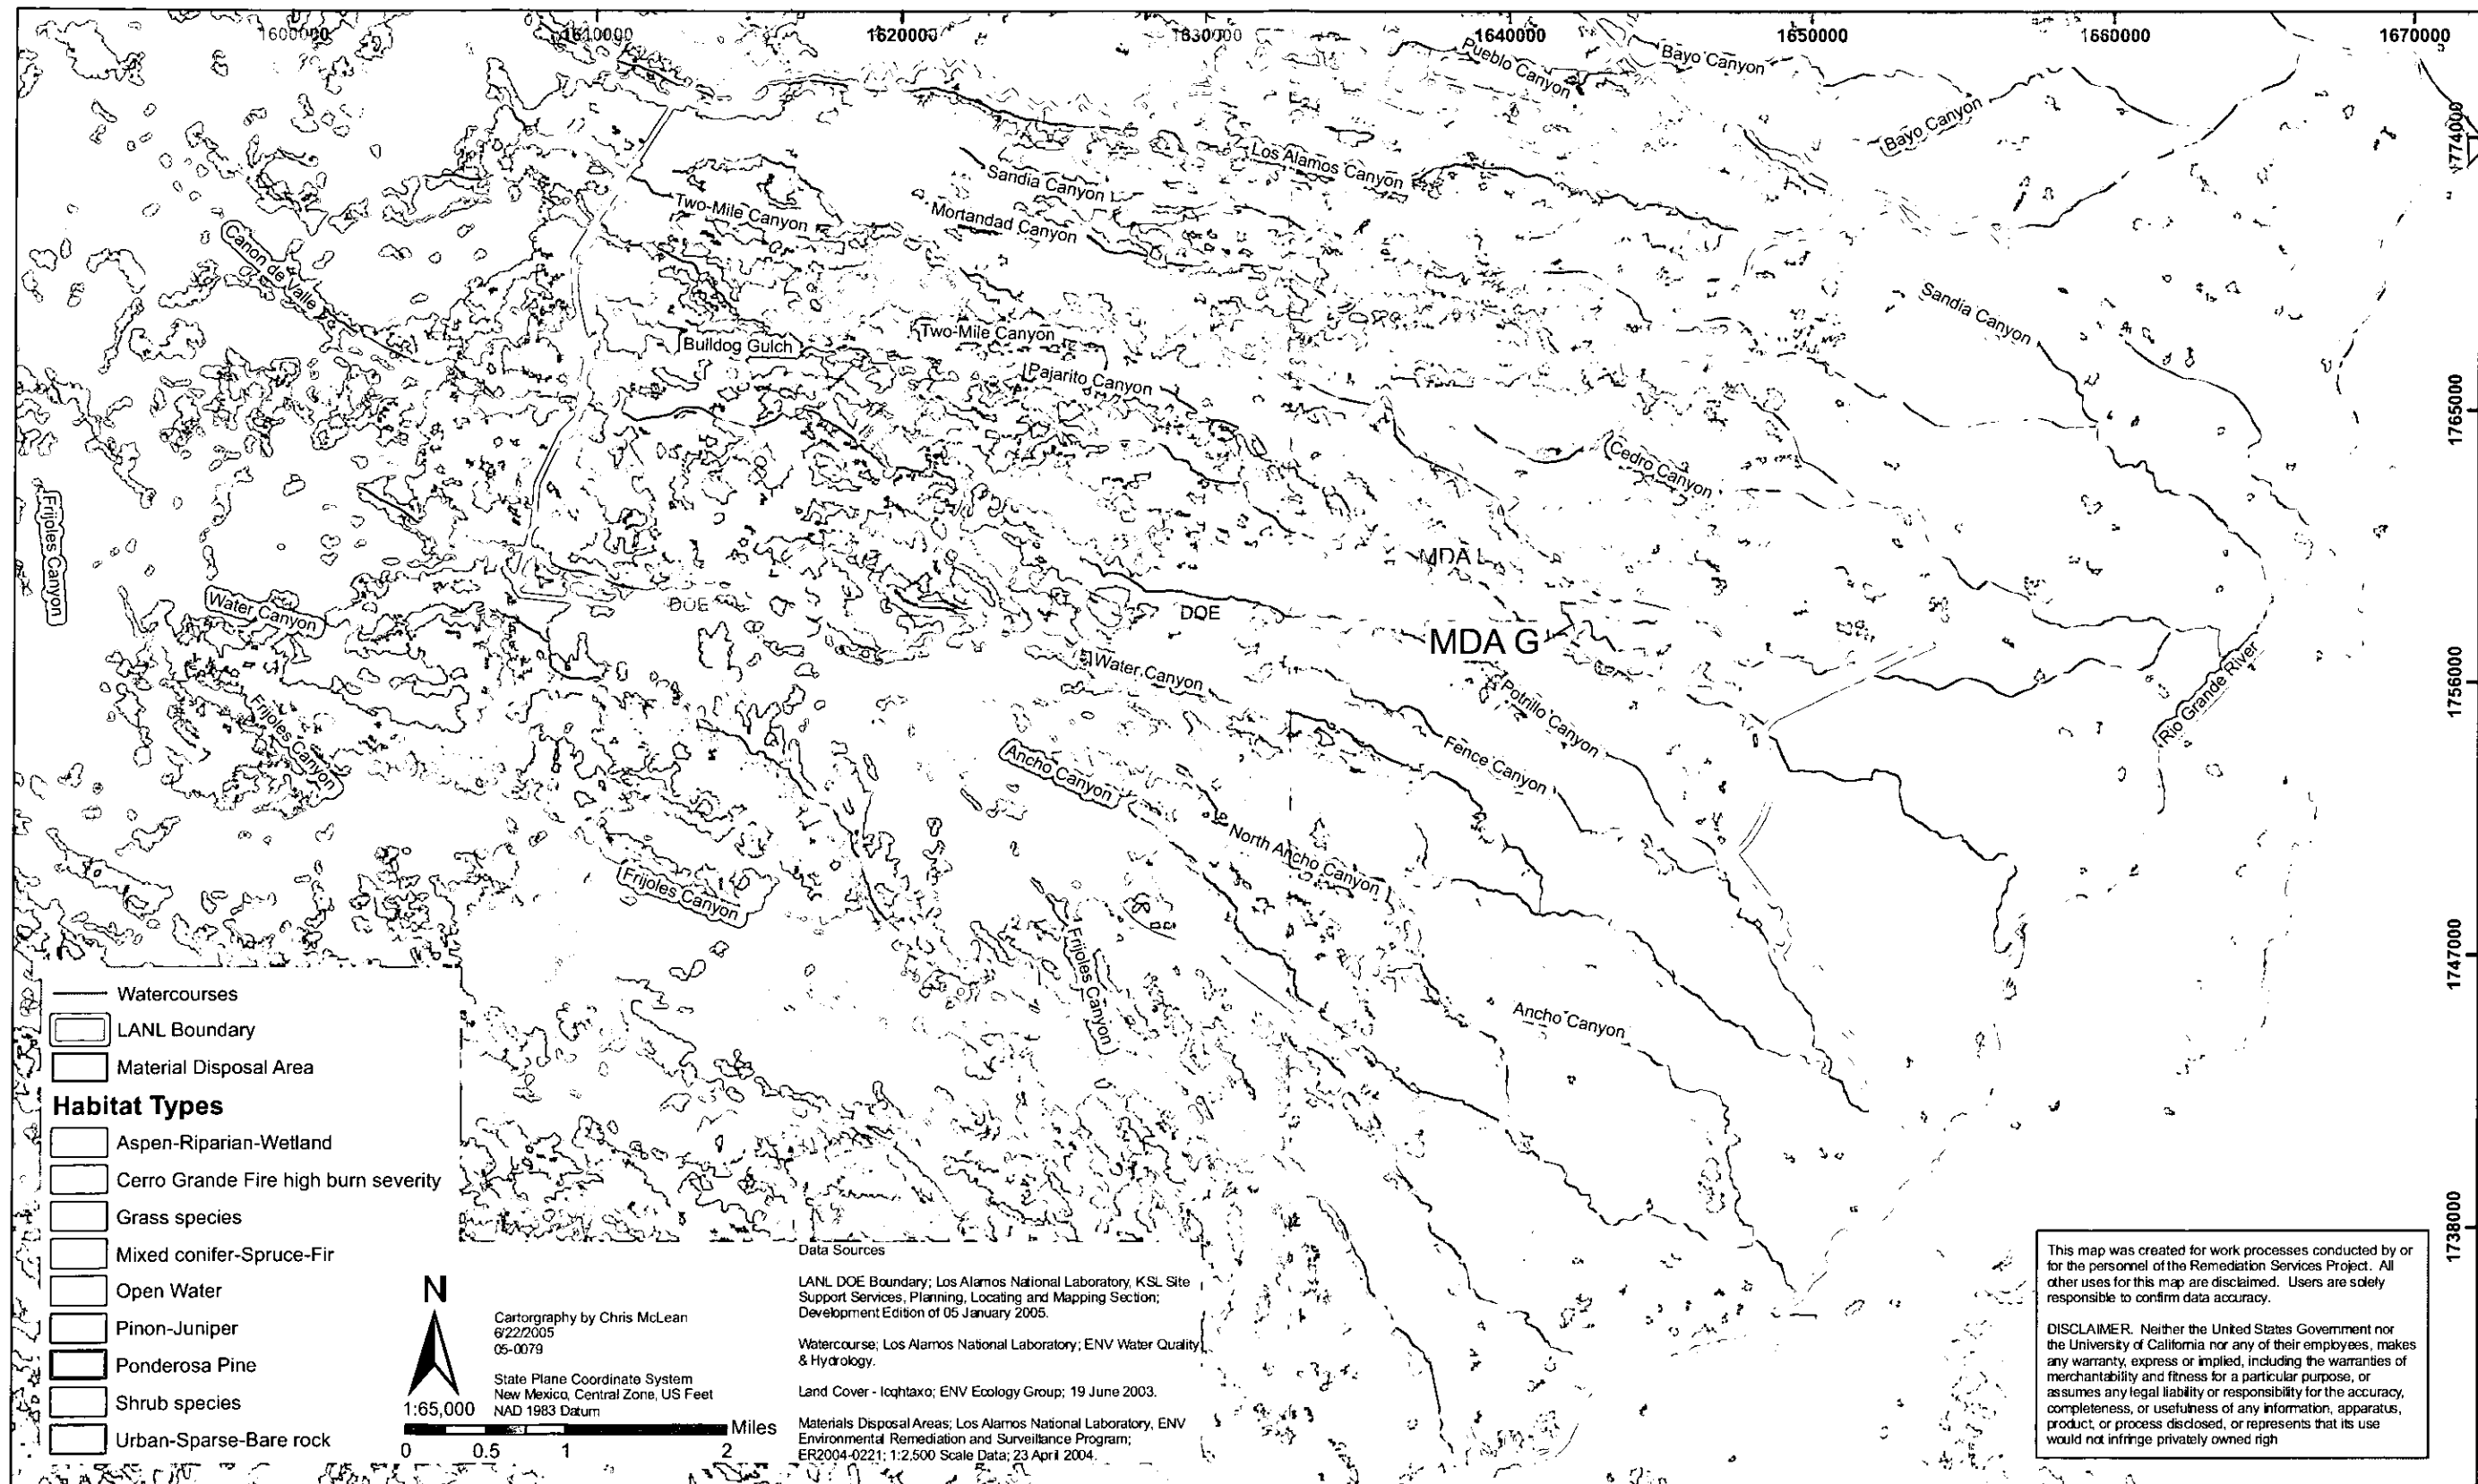 1600000
1610000
1620000
1630000
1640000
1650000
1660000
1670000
Pueblo Canyon
Bayo Canyon
Bayo Canyon
1774000
Los Alamos Canyon
Sandia Canyon
Two-Mile Canyon
Mortandad Canyon
Canon de Valle
Sandia Canyon
Two-Mile Canyon
Bulldog Gulch
Pajarito Canyon
1765000
Cedro Canyon
Frijoles Canyon
MDA L
Water Canyon
DOE
DOE
MDA G
Water Canyon
Rio Grande River
1756000
Potrillo Canyon
Frijoles Canyon
Fence Canyon
Ancho Canyon
North Ancho Canyon
Frijoles Canyon
Frijoles Canyon
1747000
Ancho Canyon
1738000
Watercourses
LANL Boundary
Material Disposal Area
Habitat Types
Aspen-Riparian-Wetland
Cerro Grande Fire high burn severity
Grass species
Mixed conifer-Spruce-Fir
Open Water
Pinon-Juniper
Ponderosa Pine
Shrub species
Urban-Sparse-Bare rock
N
1:65,000
Cartorgraphy by Chris McLean
6/22/2005
05-0079
State Plane Coordinate System
New Mexico, Central Zone, US Feet
NAD 1983 Datum
Miles
0 0.5 1 2
Data Sources
LANL DOE Boundary; Los Alamos National Laboratory, KSL Site
Support Services, Planning, Locating and Mapping Section;
Development Edition of 05 January 2005.
Watercourse; Los Alamos National Laboratory; ENV Water Quality
& Hydrology.
Land Cover - lcqhtaxo; ENV Ecology Group; 19 June 2003.
Materials Disposal Areas; Los Alamos National Laboratory, ENV
Environmental Remediation and Surveillance Program;
ER2004-0221; 1:2,500 Scale Data; 23 April 2004.
This map was created for work processes conducted by or
for the personnel of the Remediation Services Project. All
other uses for this map are disclaimed. Users are solely
responsible to confirm data accuracy.
DISCLAIMER. Neither the United States Government nor
the University of California nor any of their employees, makes
any warranty, express or implied, including the warranties of
merchantability and fitness for a particular purpose, or
assumes any legal liability or responsibility for the accuracy,
completeness, or usefulness of any information, apparatus,
product, or process disclosed, or represents that its use
would not infringe privately owned righ